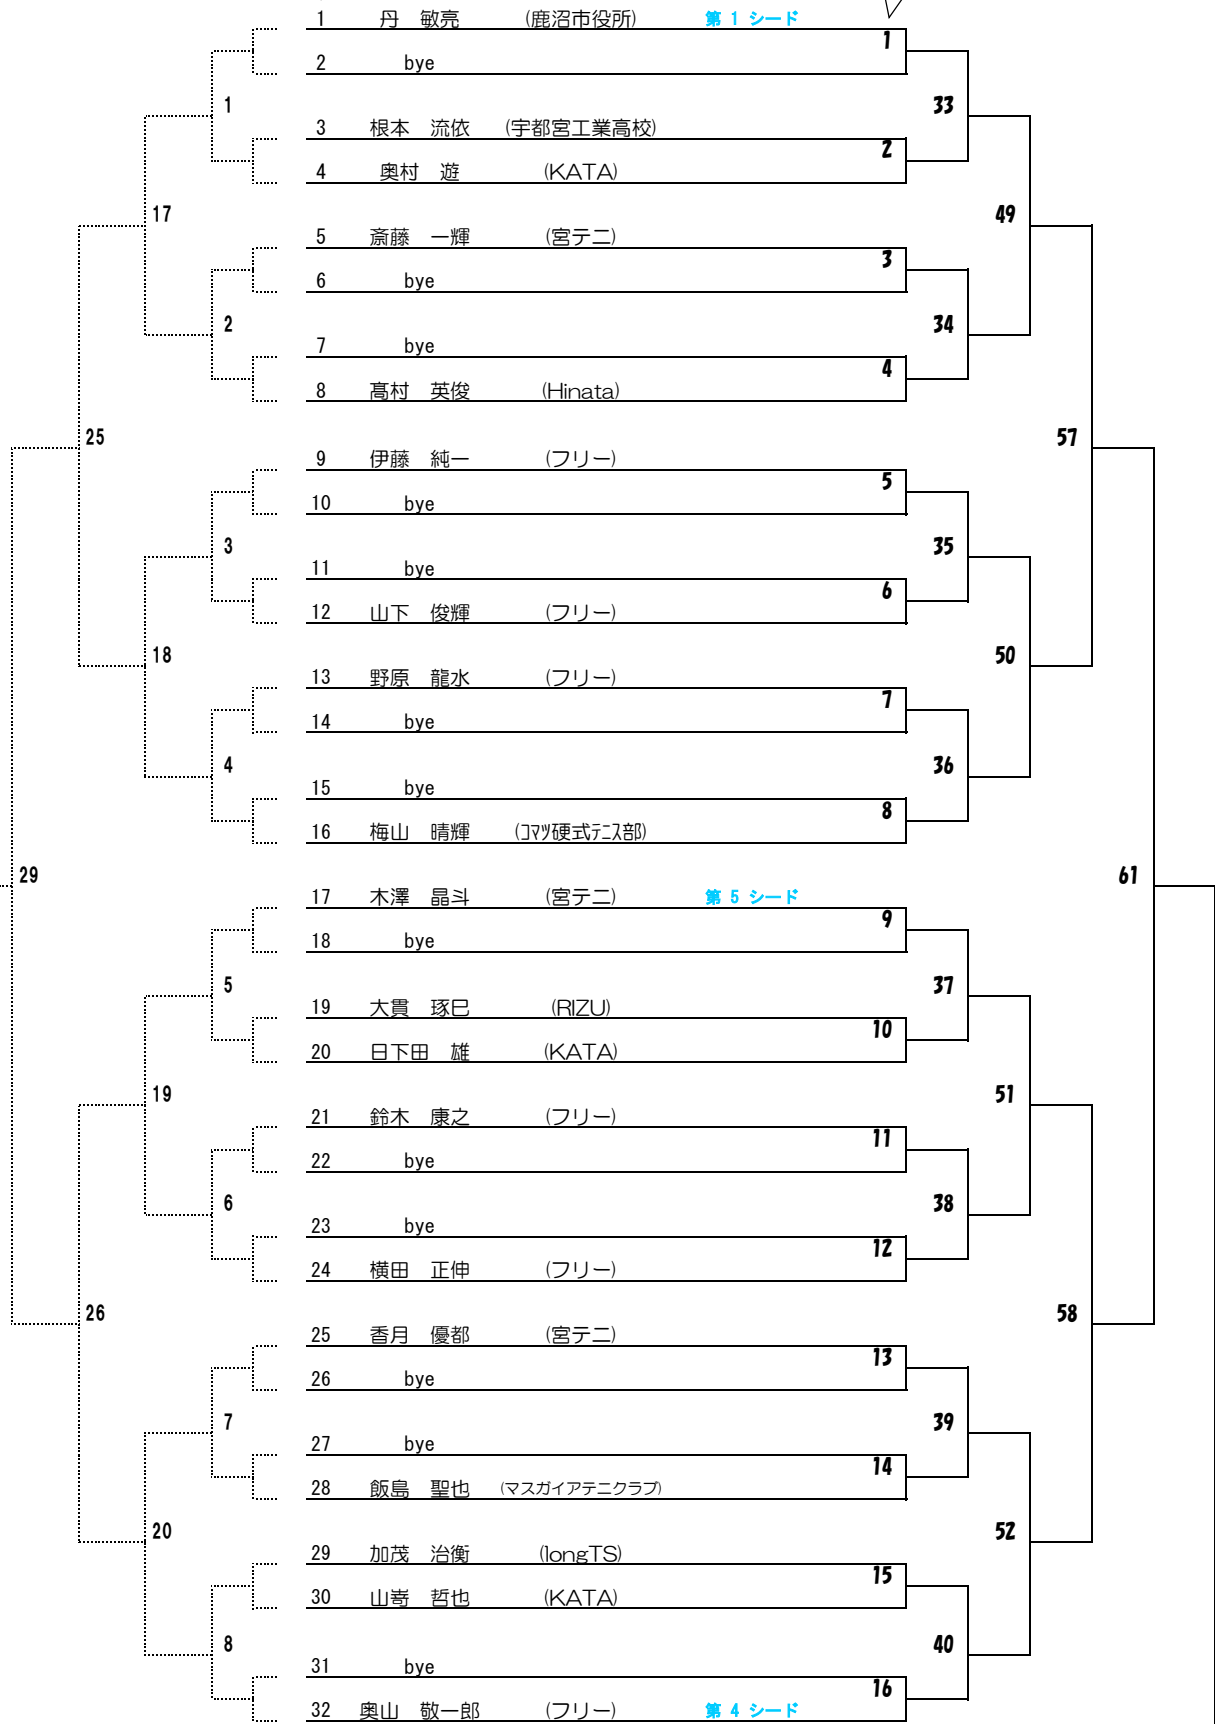 1 丹 敏亮 (鹿沼市役所) 第 1 シード
1
2 bye
1
33
3 根本 流依 (宇都宮工業高校)
2
4 奥村 遊 (KATA)
17
49
5 斎藤 一輝 (宮テニ)
3
6 bye
2
34
7 bye
4
8 髙村 英俊 (Hinata)
25
57
9 伊藤 純一 (フリー)
5
10 bye
3
35
11 bye
6
12 山下 俊輝 (フリー)
18
50
13 野原 龍水 (フリー)
7
14 bye
4
36
15 bye
8
16 梅山 晴輝 (コマツ硬式テニス部)
29
61
17 木澤 晶斗 (宮テニ) 第 5 シード
9
18 bye
5
37
19 大貫 琢巳 (RIZU)
10
20 日下田 雄 (KATA)
19
51
21 鈴木 康之 (フリー)
11
22 bye
6
38
23 bye
12
24 横田 正伸 (フリー)
26
58
25 香月 優都 (宮テニ)
13
26 bye
7
39
27 bye
14
28 飯島 聖也 (マスガイアテニクラブ)
20
52
29 加茂 治衡 (longTS)
15
30 山嵜 哲也 (KATA)
8
40
31 bye
16
32 奥山 敬一郎 (フリー) 第 4 シード